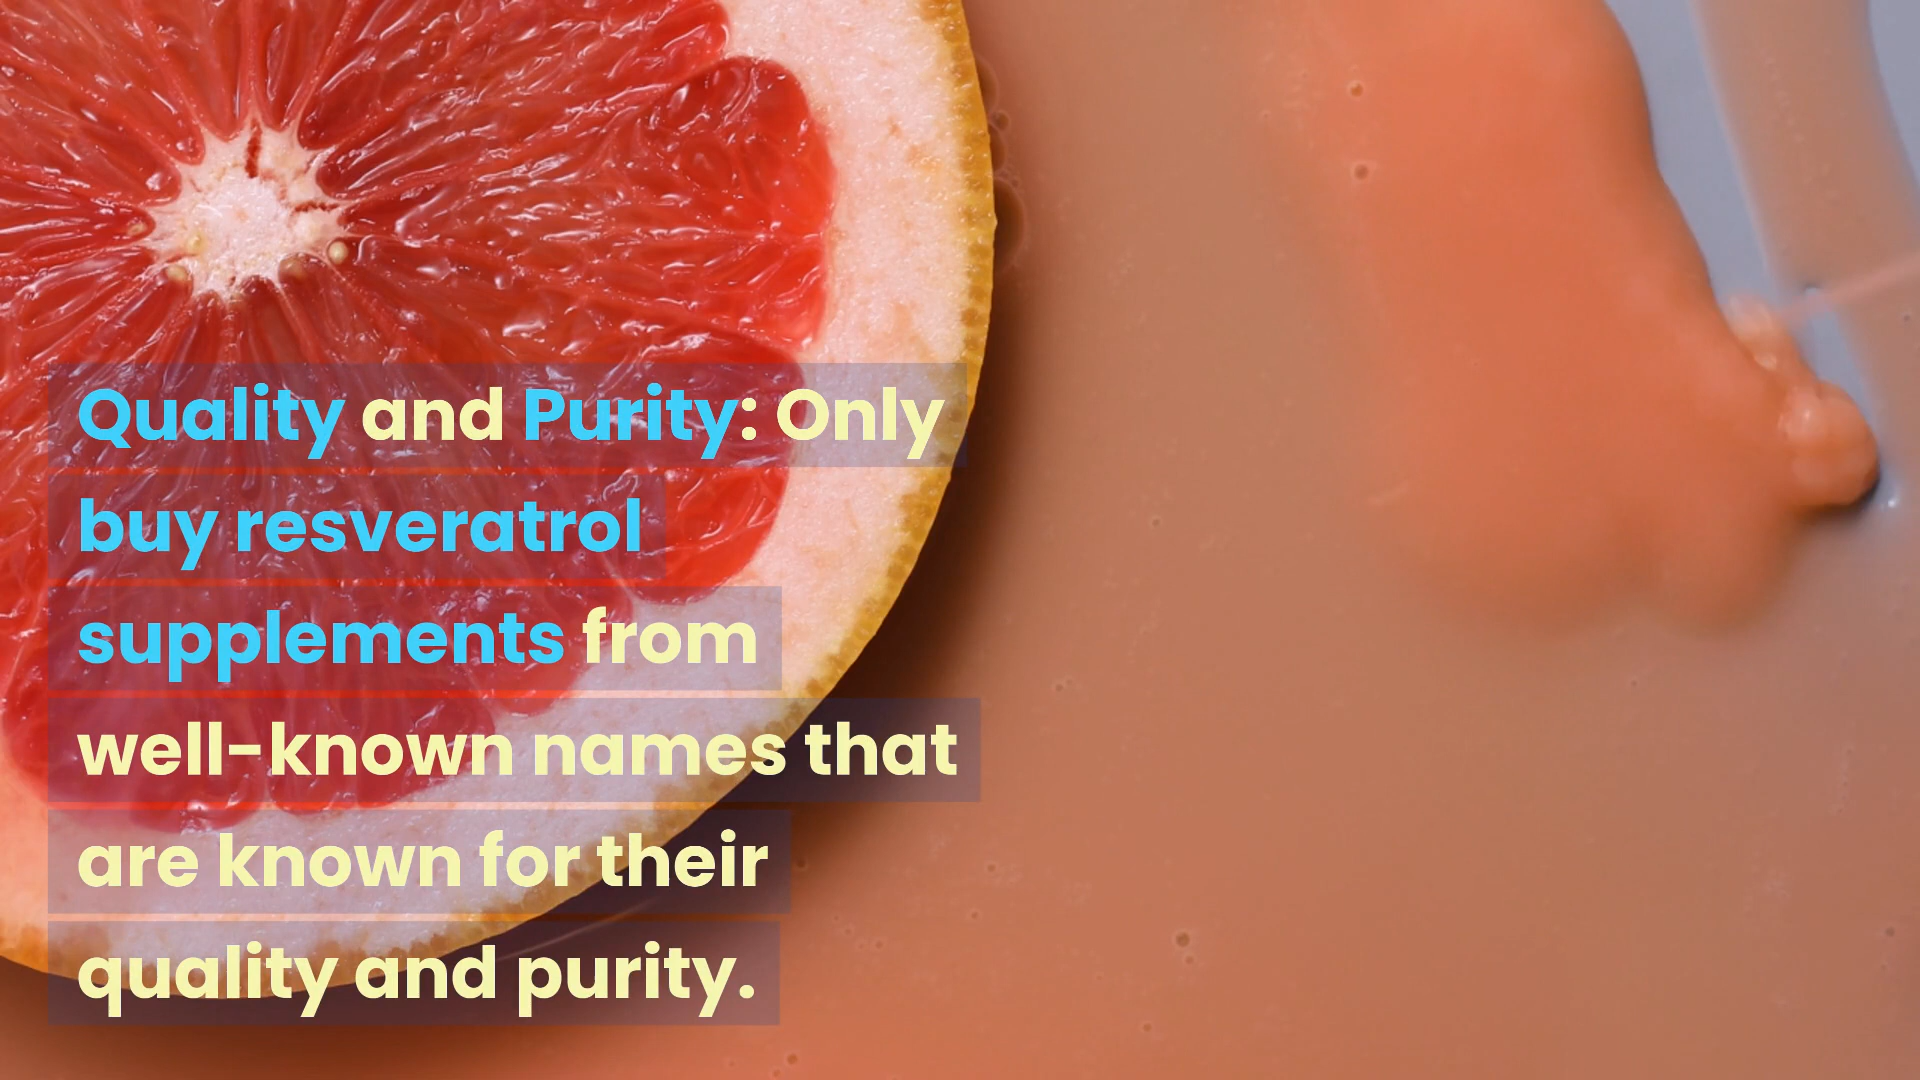 Quality and Purity: Only
buy resveratrol
supplements from
well-known names that
are known for their
quality and purity.